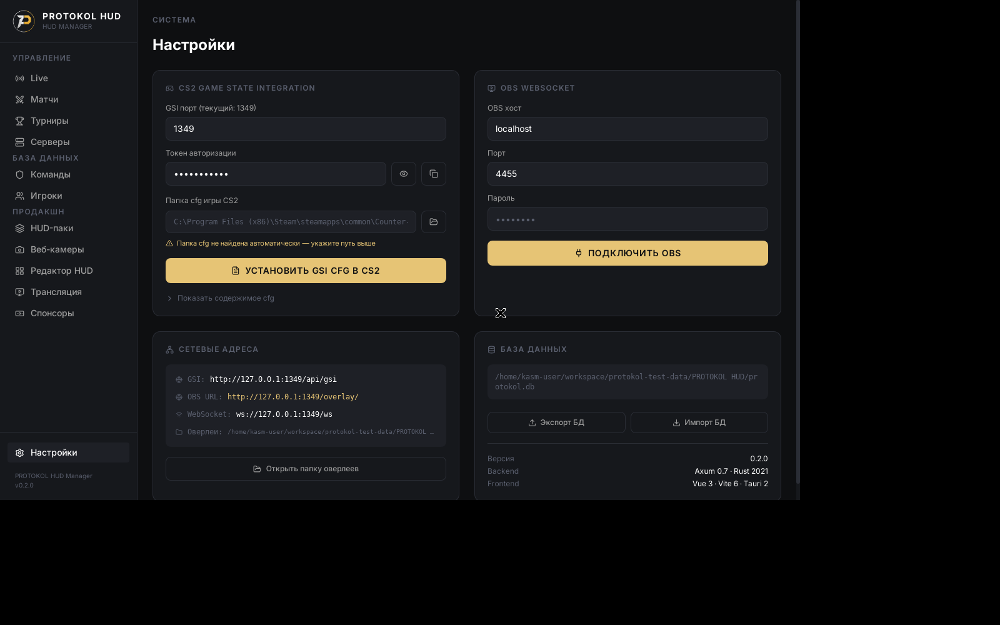 PROTOKOL HUD
HUD MANAGER
УПРАВЛЕНИЕ
Live
Матчи
Турниры
Серверы
БАЗА ДАННЫХ
Команды
Игроки
ПРОДАКШН
HUD-паки
Веб-камеры
Редактор HUD
Трансляция
Спонсоры
Настройки
PROTOKOL HUD Manager
v0.2.0
СИСТЕМА
Настройки
CS2 GAME STATE INTEGRATION
GSI порт (текущий: 1349)
1349
Токен авторизации
•••••••••••
Папка cfg игры CS2
C:\Program Files (x86)\Steam\steamapps\common\Counter-
Папка cfg не найдена автоматически — укажите путь выше
УСТАНОВИТЬ GSI CFG В CS2
Показать содержимое cfg
OBS WEBSOCKET
OBS хост
localhost
Порт
4455
Пароль
••••••••
ПОДКЛЮЧИТЬ OBS
СЕТЕВЫЕ АДРЕСА
GSI: http://127.0.0.1:1349/api/gsi
OBS URL: http://127.0.0.1:1349/overlay/
WebSocket: ws://127.0.0.1:1349/ws
Оверлеи: /home/kasm-user/workspace/protokol-test-data/PROTOKOL …
Открыть папку оверлеев
БАЗА ДАННЫХ
/home/kasm-user/workspace/protokol-test-data/PROTOKOL HUD/pr
otokol.db
Экспорт БД
Импорт БД
Версия 0.2.0
Backend Axum 0.7 · Rust 2021
Frontend Vue 3 · Vite 6 · Tauri 2